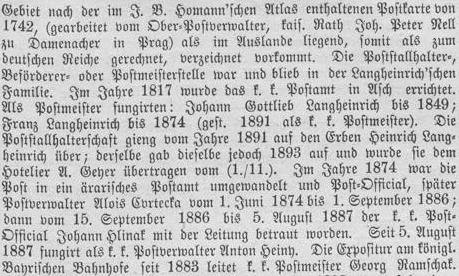 Gebiet nach der im J. B. Homann'schen Atlas enthaltenen Postkarte von
1742, (gearbeitet vom Ober-Postverwalter, kais. Rath Joh. Peter Nell
zu Damenacher in Prag) als im Auslande liegend, somit als zum
deutschen Reiche gerechnet, verzeichnet vorkommt. Die Poststallhalter-,
Beförderer- oder Postmeisterstelle war und blieb in der Langheinrich'schen
Familie. Im Jahre 1817 wurde das k. k. Postamt in Asch errichtet.
Als Postmeister fungirten: Johann Gottlieb Langheinrich bis 1849;
Franz Langheinrich bis 1874 (gest. 1891 als k. k. Postmeister). Die
Poststallhalterschaft gieng vom Jahre 1891 auf den Erben Heinrich Lang-
heinrich über; derselbe gab dieselbe jedoch 1893 auf und wurde sie dem
Hotelier A. Geyer übertragen vom (1./11.). Im Jahre 1874 war die
Post in ein ärarisches Postamt umgewandelt und Post-Official, später
Postverwalter Alois Cvrtecka vom 1. Juni 1874 bis 1. September 1886;
dann vom 15. September 1886 bis 5. August 1887 der k. k. Post-
Official Johann Hlinak mit der Leitung betraut worden. Seit 5. August
1887 fungirt als k. k. Postverwalter Anton Heiny. Die Expositur am königl.
Bayrischen Bahnhofe seit 1883 leitet k. k. Postmeister Georg Ramschak.